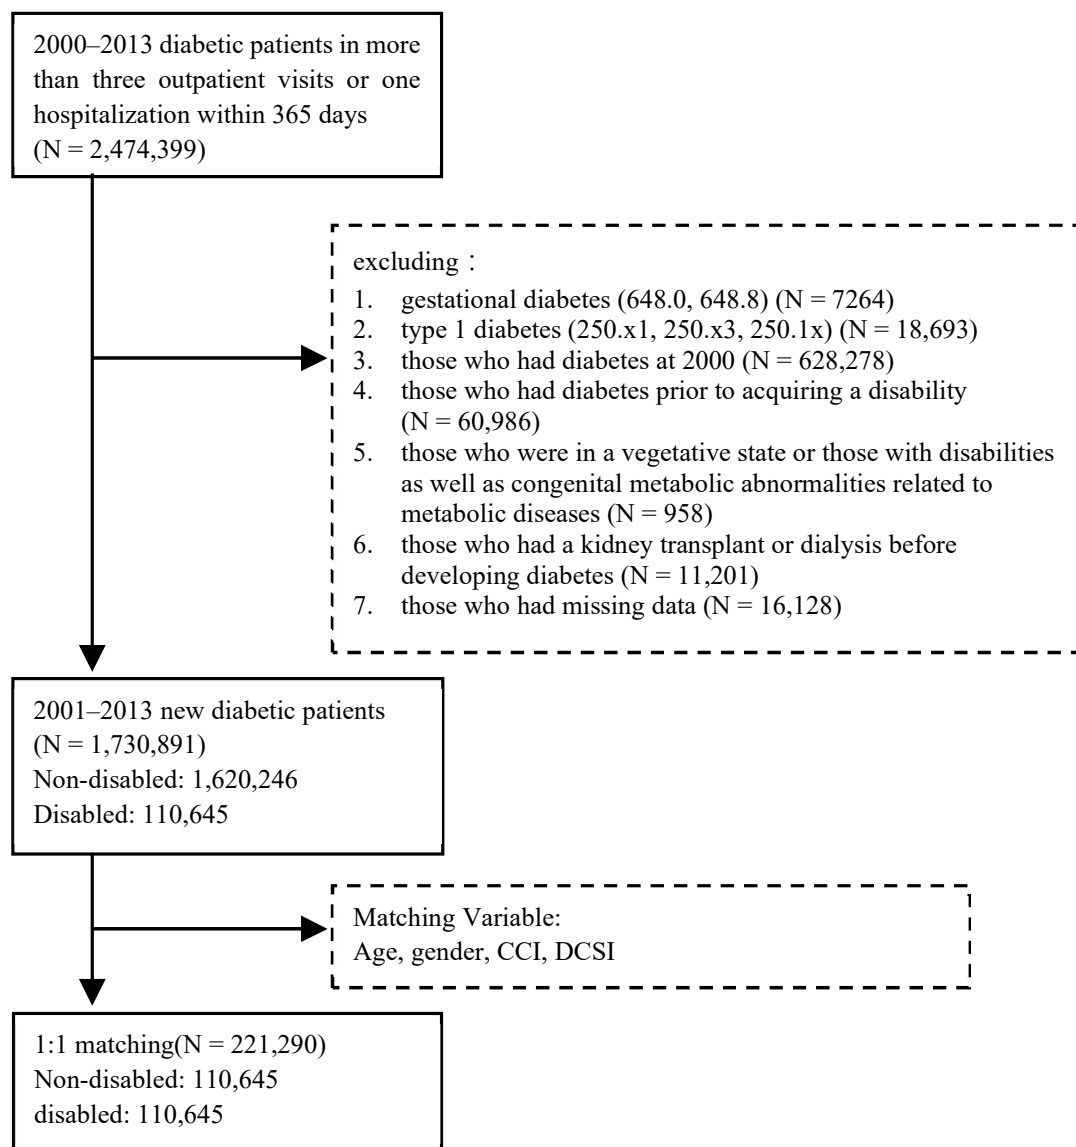 2000–2013 diabetic patients in more
than three outpatient visits or one
hospitalization within 365 days
(N = 2,474,399)
excluding：
1. gestational diabetes (648.0, 648.8) (N = 7264)
2. type 1 diabetes (250.x1, 250.x3, 250.1x) (N = 18,693)
3. those who had diabetes at 2000 (N = 628,278)
4. those who had diabetes prior to acquiring a disability
(N = 60,986)
5. those who were in a vegetative state or those with disabilities
as well as congenital metabolic abnormalities related to
metabolic diseases (N = 958)
6. those who had a kidney transplant or dialysis before
developing diabetes (N = 11,201)
7. those who had missing data (N = 16,128)
2001–2013 new diabetic patients
(N = 1,730,891)
Non-disabled: 1,620,246
Disabled: 110,645
Matching Variable:
Age, gender, CCI, DCSI
1:1 matching(N = 221,290)
Non-disabled: 110,645
disabled: 110,645